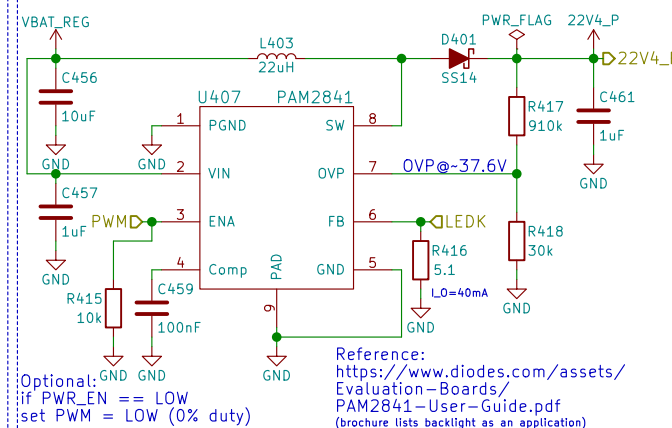 VBAT_REG
PWR_FLAG
22V4_P
L403
22uH
D401
SS14
22V4_
C456
10uF
GND
U407
PAM2841
R417
910k
C461
1uF
GND
1
PGND
SW
8
GND
2
VIN
OVP
7
OVP@~37.6V
C457
1uF
GND
PWM
3
ENA
FB
6
LEDK
R416
5.1
I_O=40mA
GND
R418
30k
GND
4
Comp
GND
5
PAD
9
R415
10k
GND
C459
100nF
GND
GND
Optional:
if PWR_EN == LOW
set PWM = LOW (0% duty)
Reference:
https://www.diodes.com/assets/
Evaluation-Boards/
PAM2841-User-Guide.pdf
(brochure lists backlight as an application)